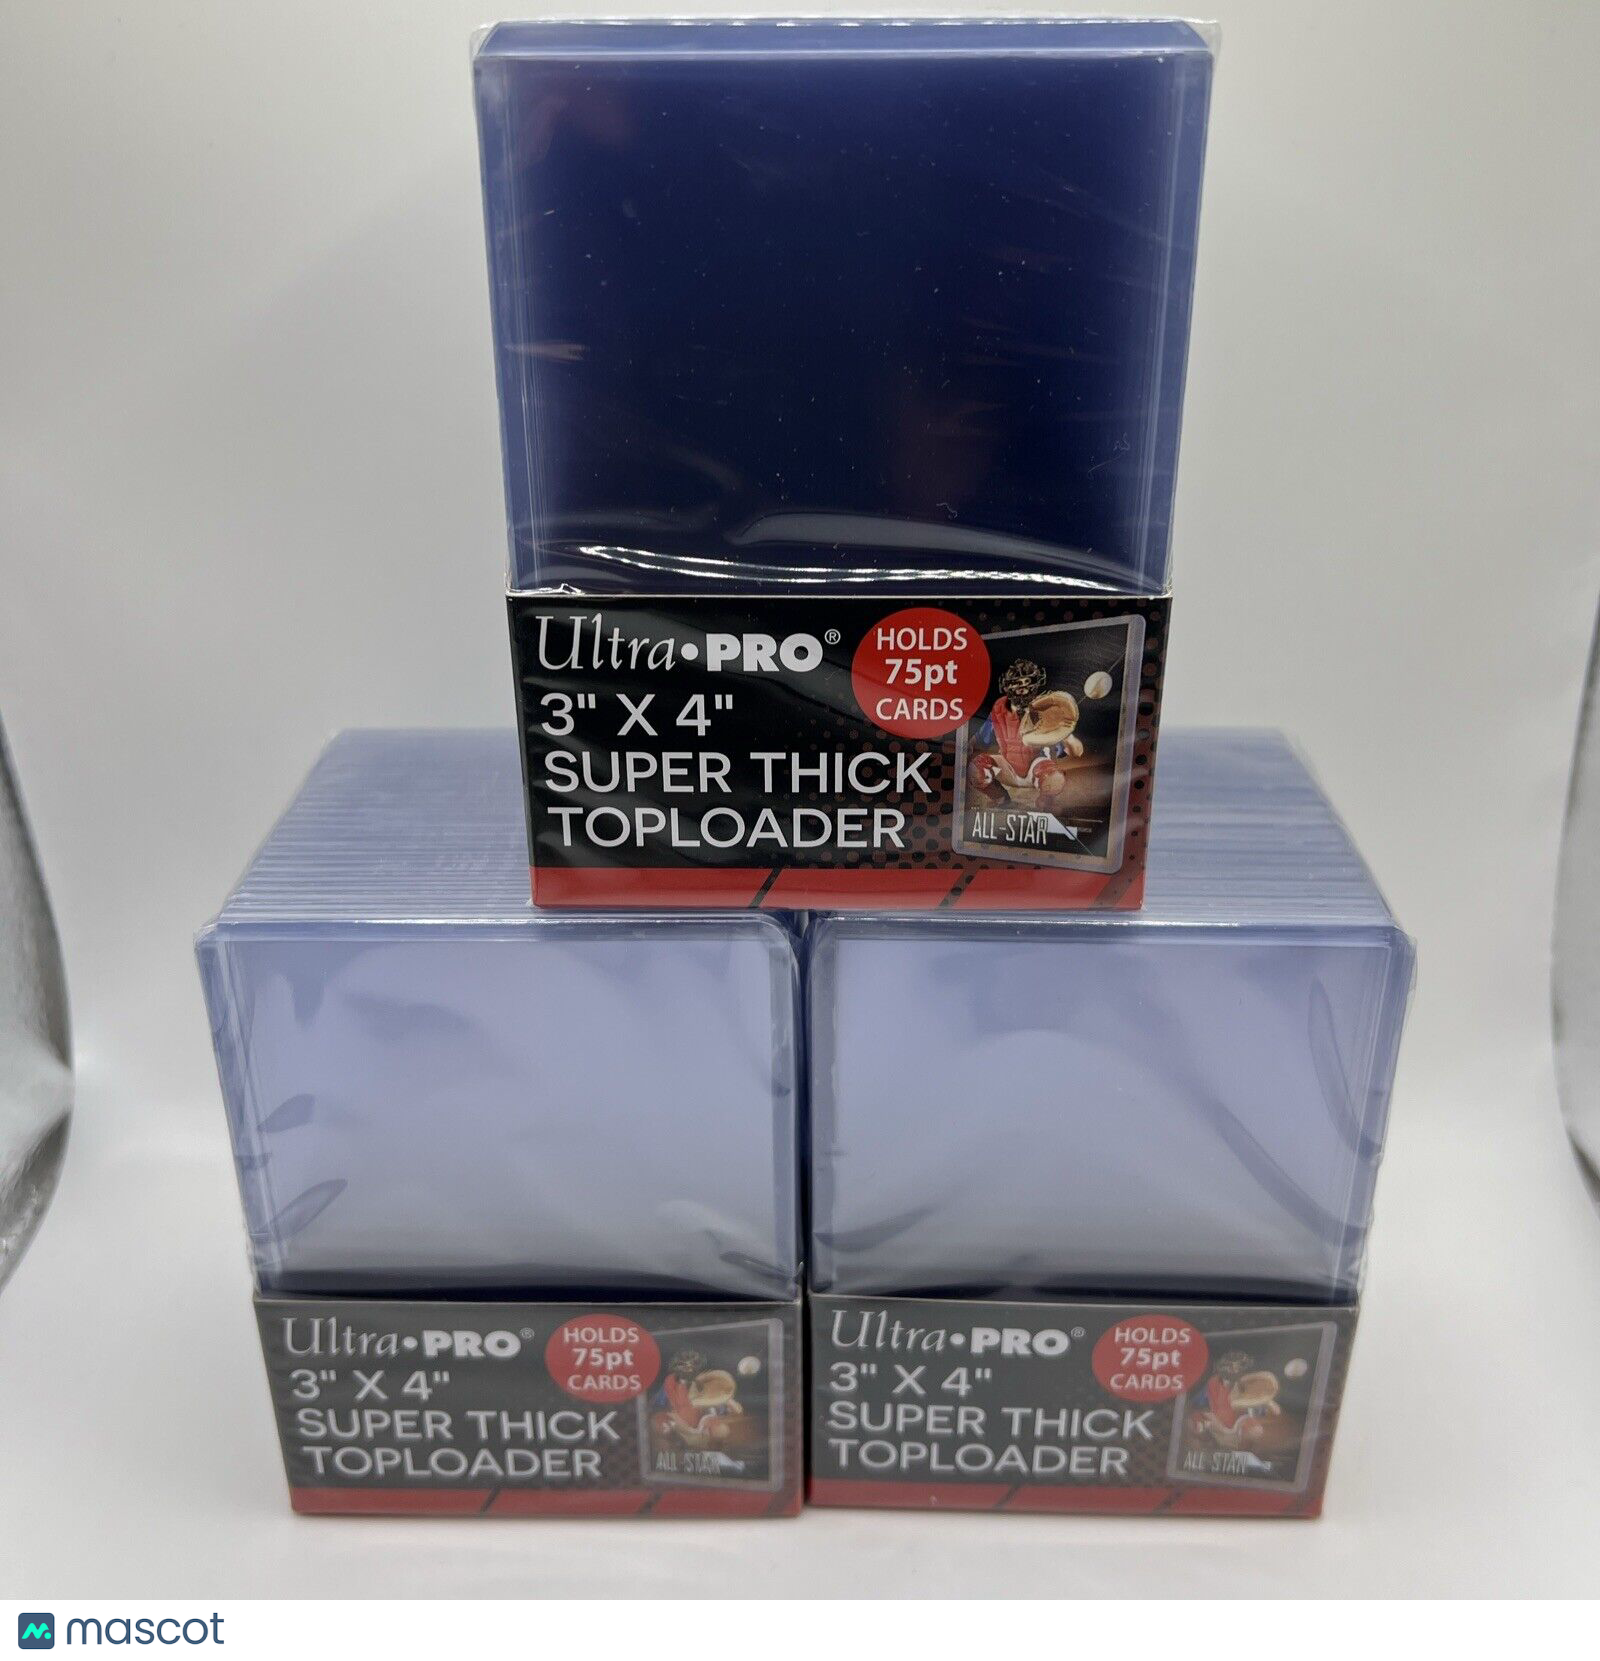 Ultra•PRO®
3" X 4"
SUPER THICK
TOPLOADER
HOLDS
75pt
CARDS
ALL-STAR
Ultra•PRO®
3" X 4"
SUPER THICK
TOPLOADER
HOLDS
75pt
CARDS
ALL-STAR
Ultra•PRO®
3" X 4"
SUPER THICK
TOPLOADER
HOLDS
75pt
CARDS
ALL-STAR
mascot